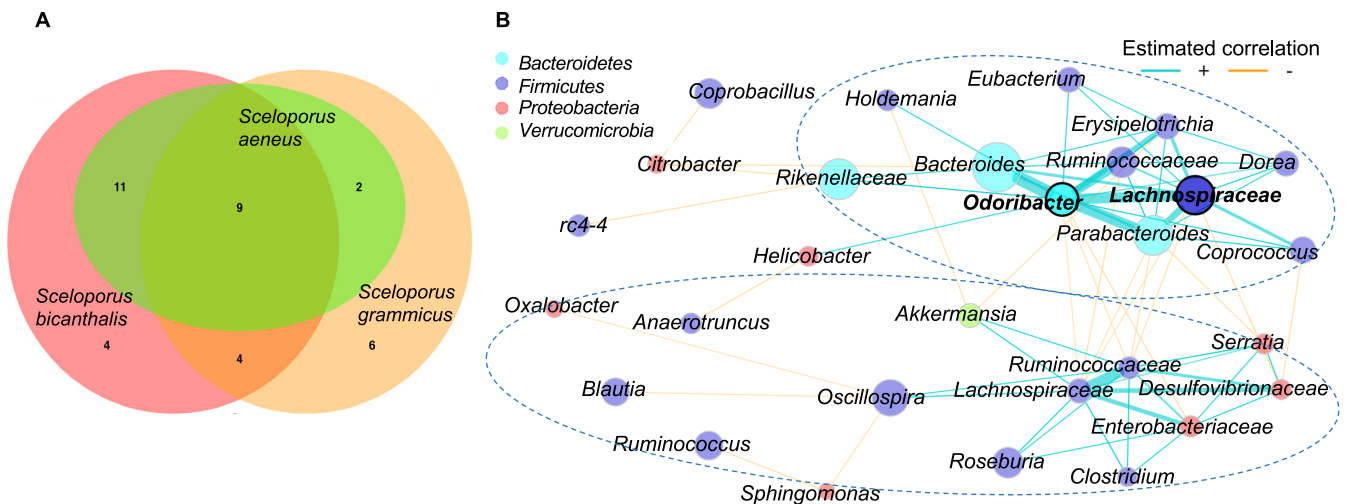 A
Sceloporus
aeneus
11
2
9
Sceloporus
bicanthalis
4
Sceloporus
grammicus
4
6
B
Bacteroidetes
Firmicutes
Proteobacteria
Verrucomicrobia
Estimated correlation
+
-
Eubacterium
Coprobacillus
Holdemania
Erysipelotrichia
Citrobacter
Bacteroides
Ruminococcaceae
Dorea
Rikenellaceae
Odoribacter
Lachnospiraceae
rc4-4
Parabacteroides
Helicobacter
Coprococcus
Oxalobacter
Anaerotruncus
Akkermansia
Serratia
Ruminococcaceae
Blautia
Oscillospira
Lachnospiraceae
Desulfovibrionaceae
Enterobacteriaceae
Ruminococcus
Roseburia
Clostridium
Sphingomonas